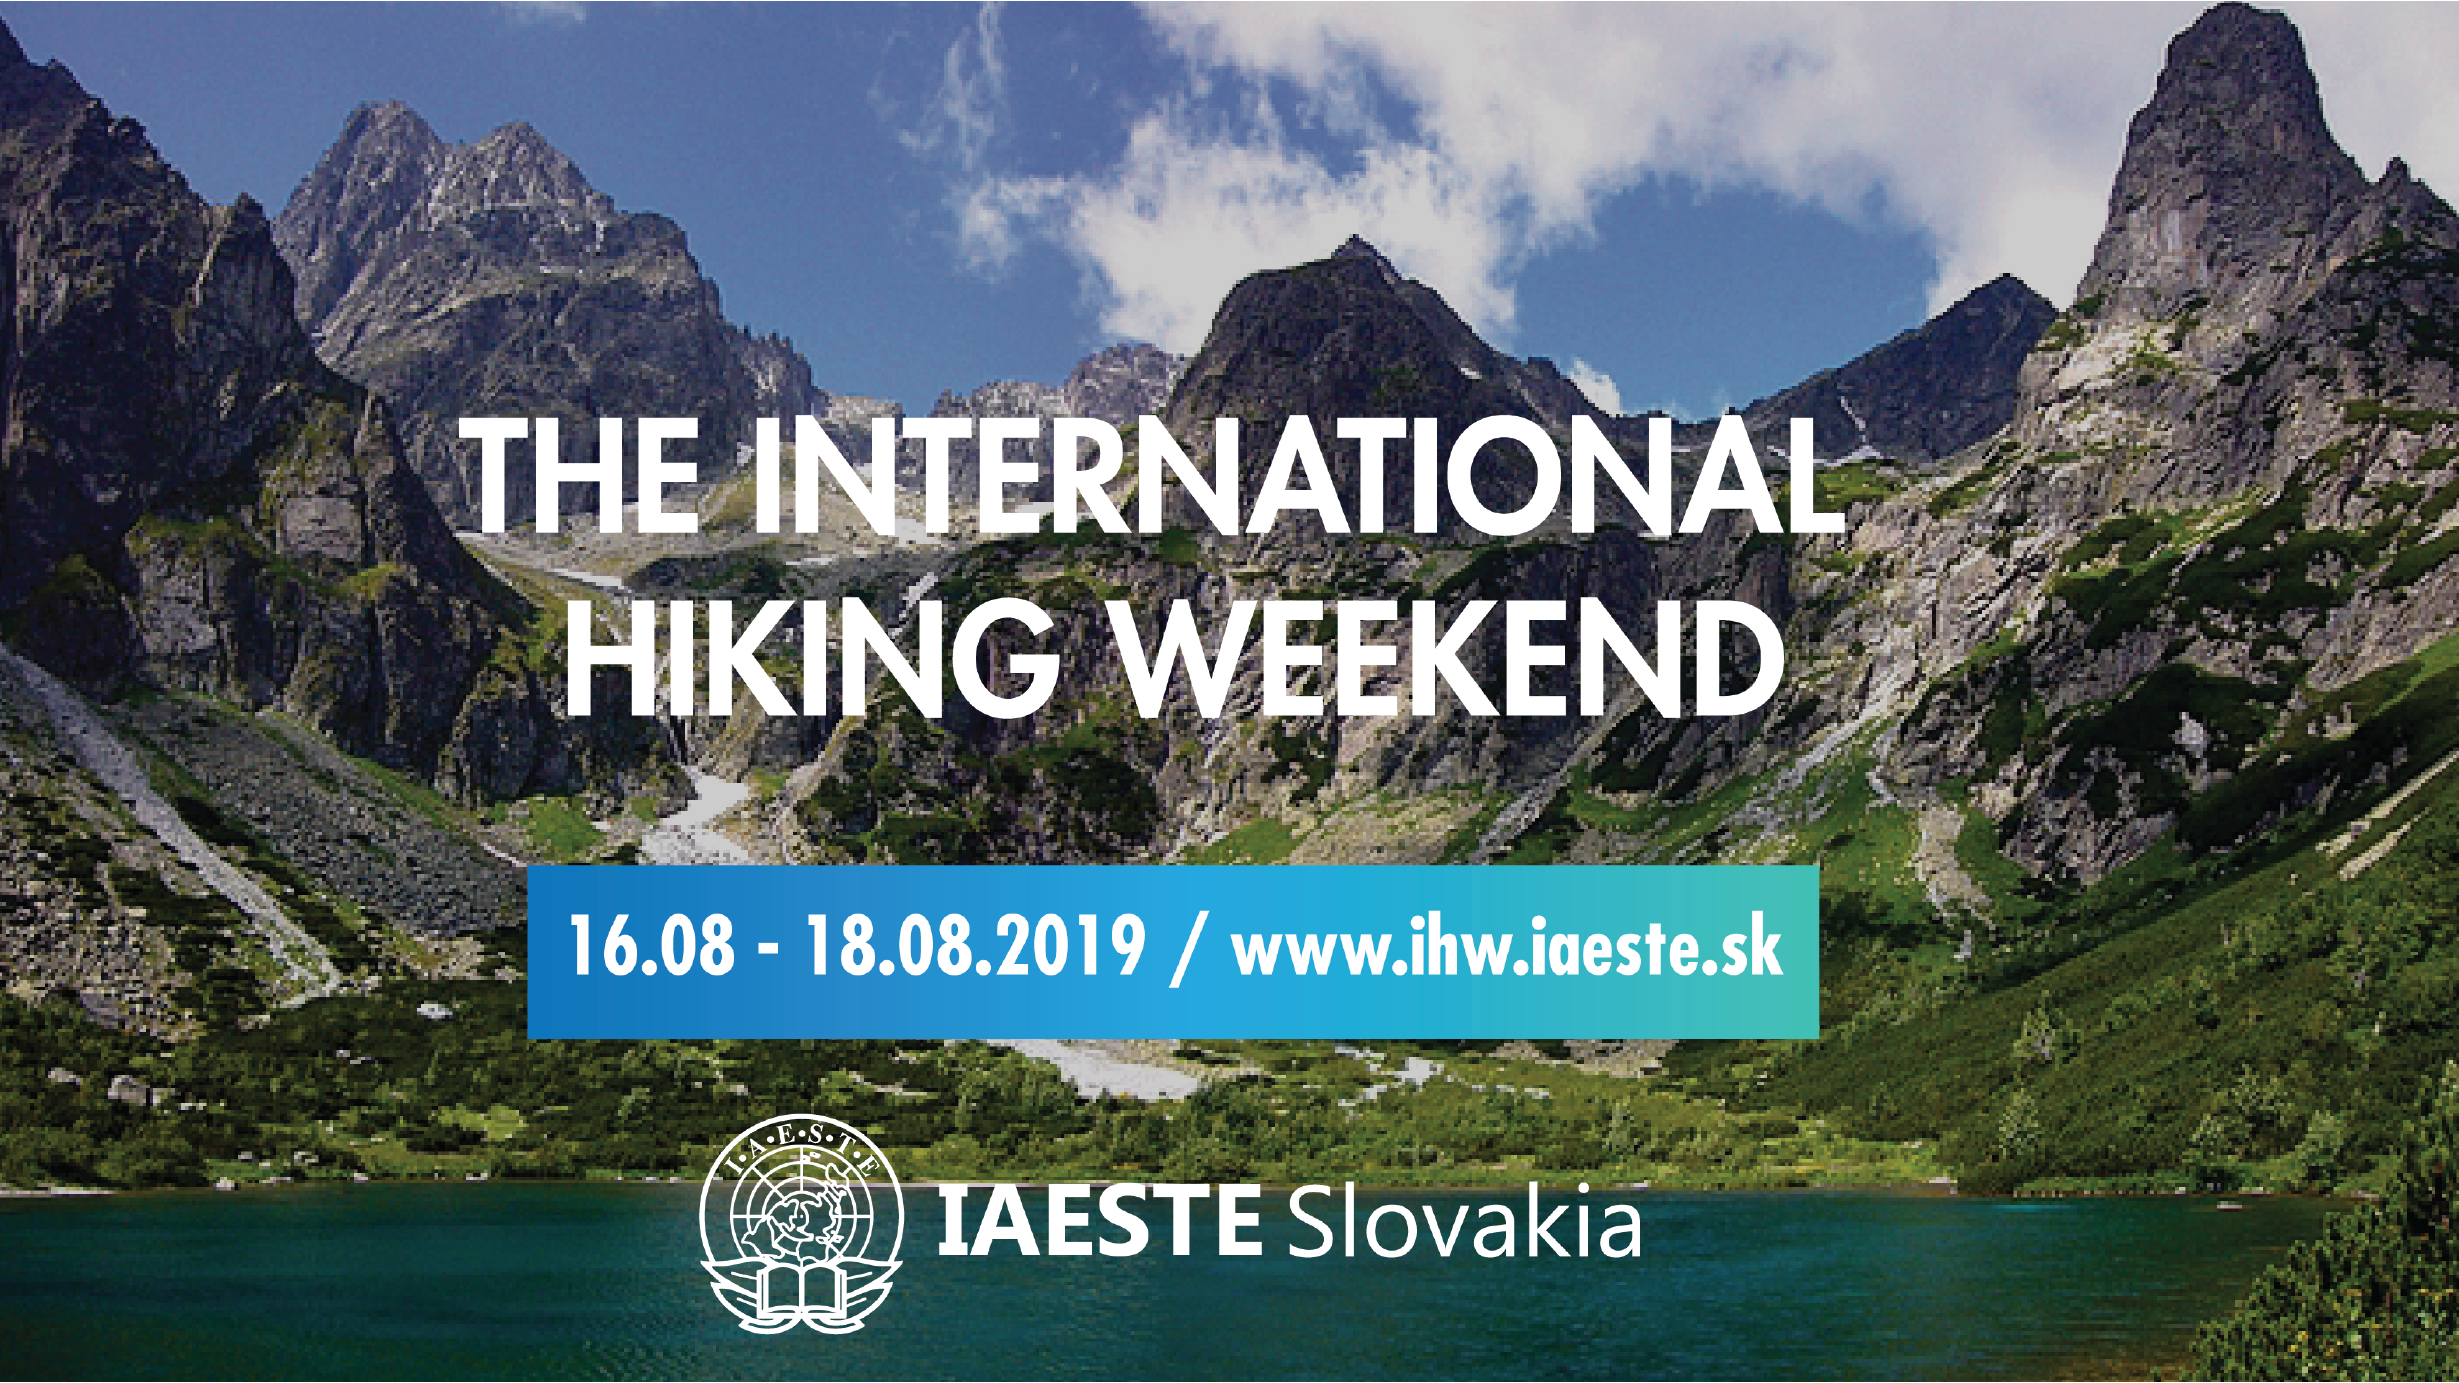 THE INTERNATIONAL
HIKING WEEKEND
16.08 - 18.08.2019 / www.ihw.iaeste.sk
I·A·E·S·T·E
IAESTE Slovakia